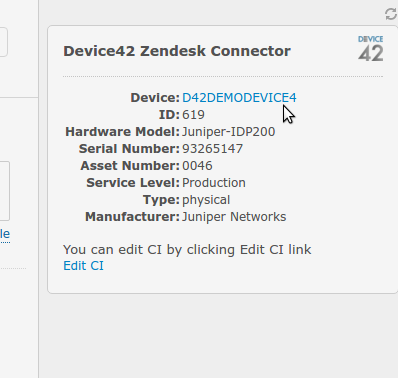 Device42 Zendesk Connector
DEVICE
42
Device: D42DEMODEVICE4
ID: 619
Hardware Model: Juniper-IDP200
Serial Number: 93265147
Asset Number: 0046
Service Level: Production
Type: physical
Manufacturer: Juniper Networks
le
You can edit CI by clicking Edit CI link
Edit CI